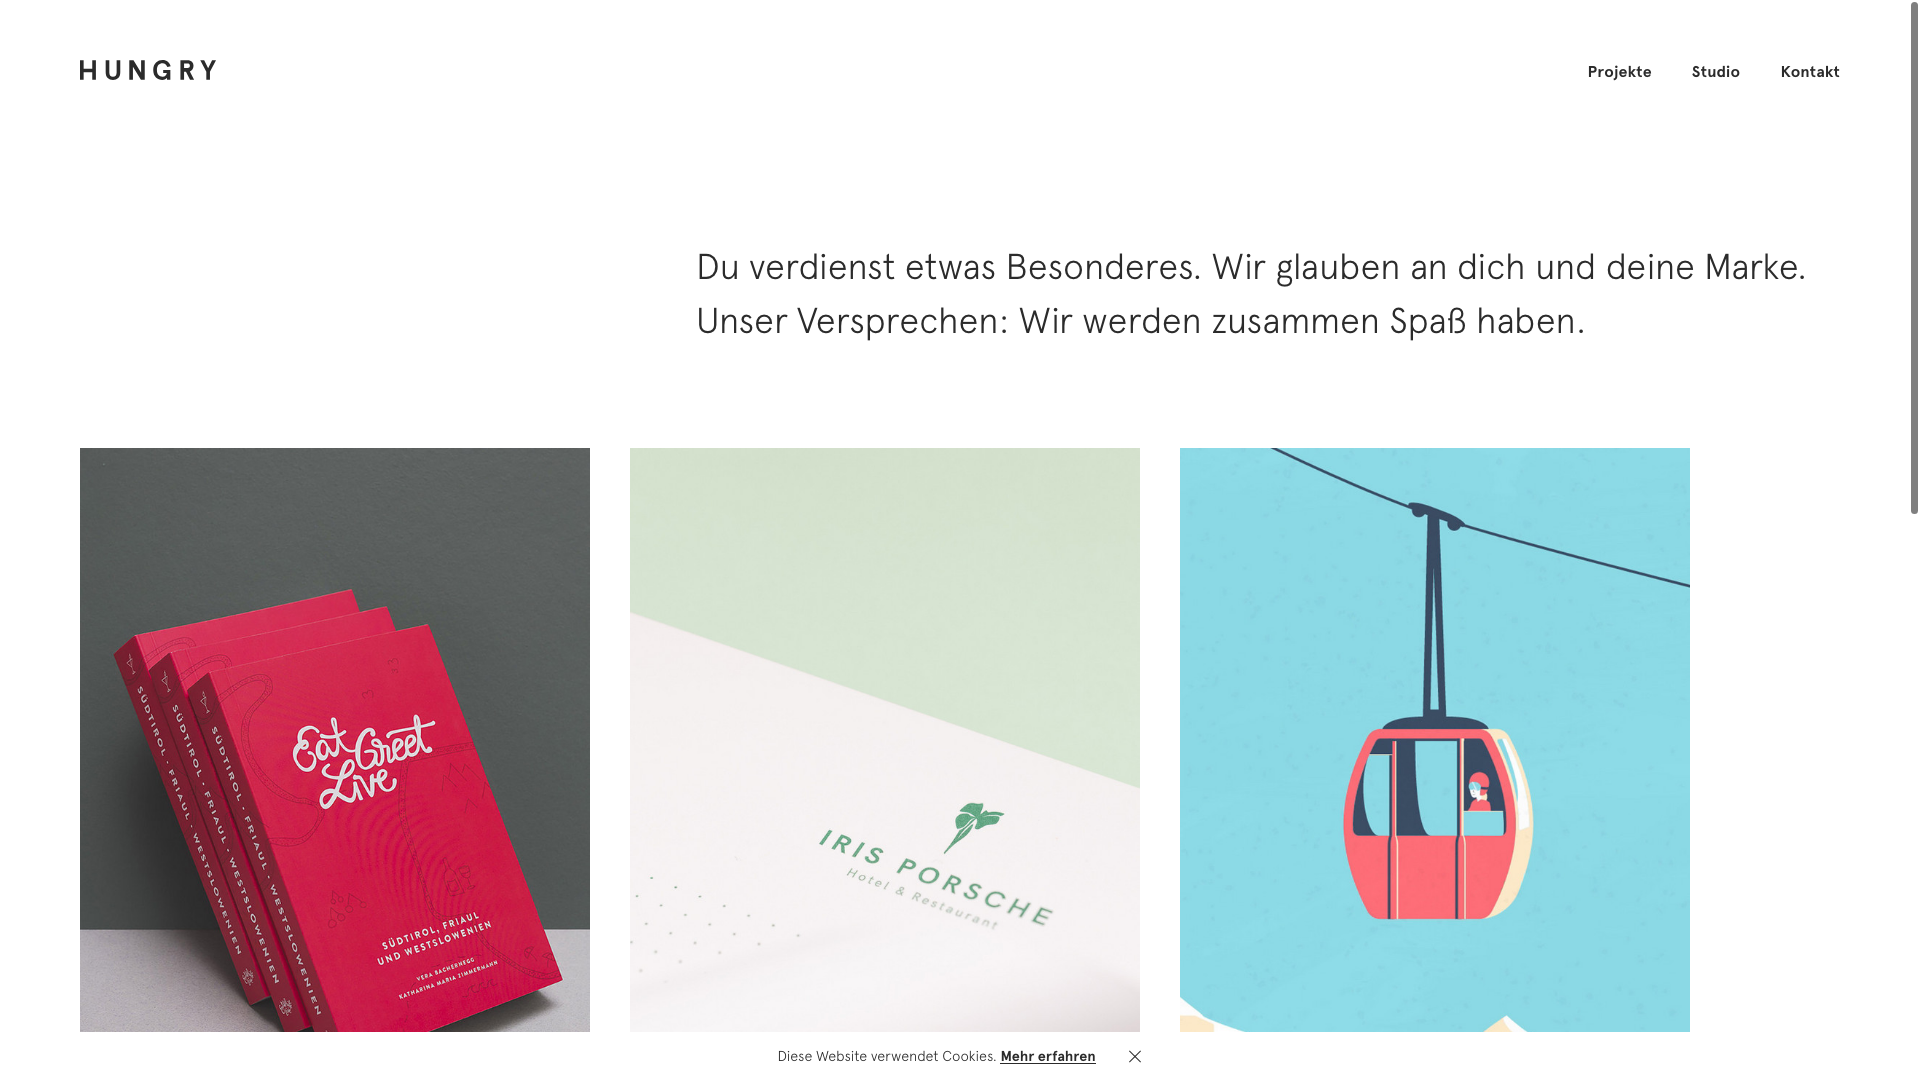 HUNGRY
Projekte
Studio
Kontakt
Du verdienst etwas Besonderes. Wir glauben an dich und deine Marke.
Unser Versprechen: Wir werden zusammen Spaß haben.
SÜDTIROL · FRIAUL · WESTSLOWENIEN
SÜDTIROL · FRIAUL · WESTSLOWENIEN
SÜDTIROL · FRIAUL · WESTSLOWENIEN
Eat Greet
Live
SÜDTIROL, FRIAUL
UND WESTSLOWENIEN
VERA BACHERNEGG
KATHARINA MARIA ZIMMERMANN
IRIS PORSCHE
Hotel & Restaurant
Diese Website verwendet Cookies. Mehr erfahren